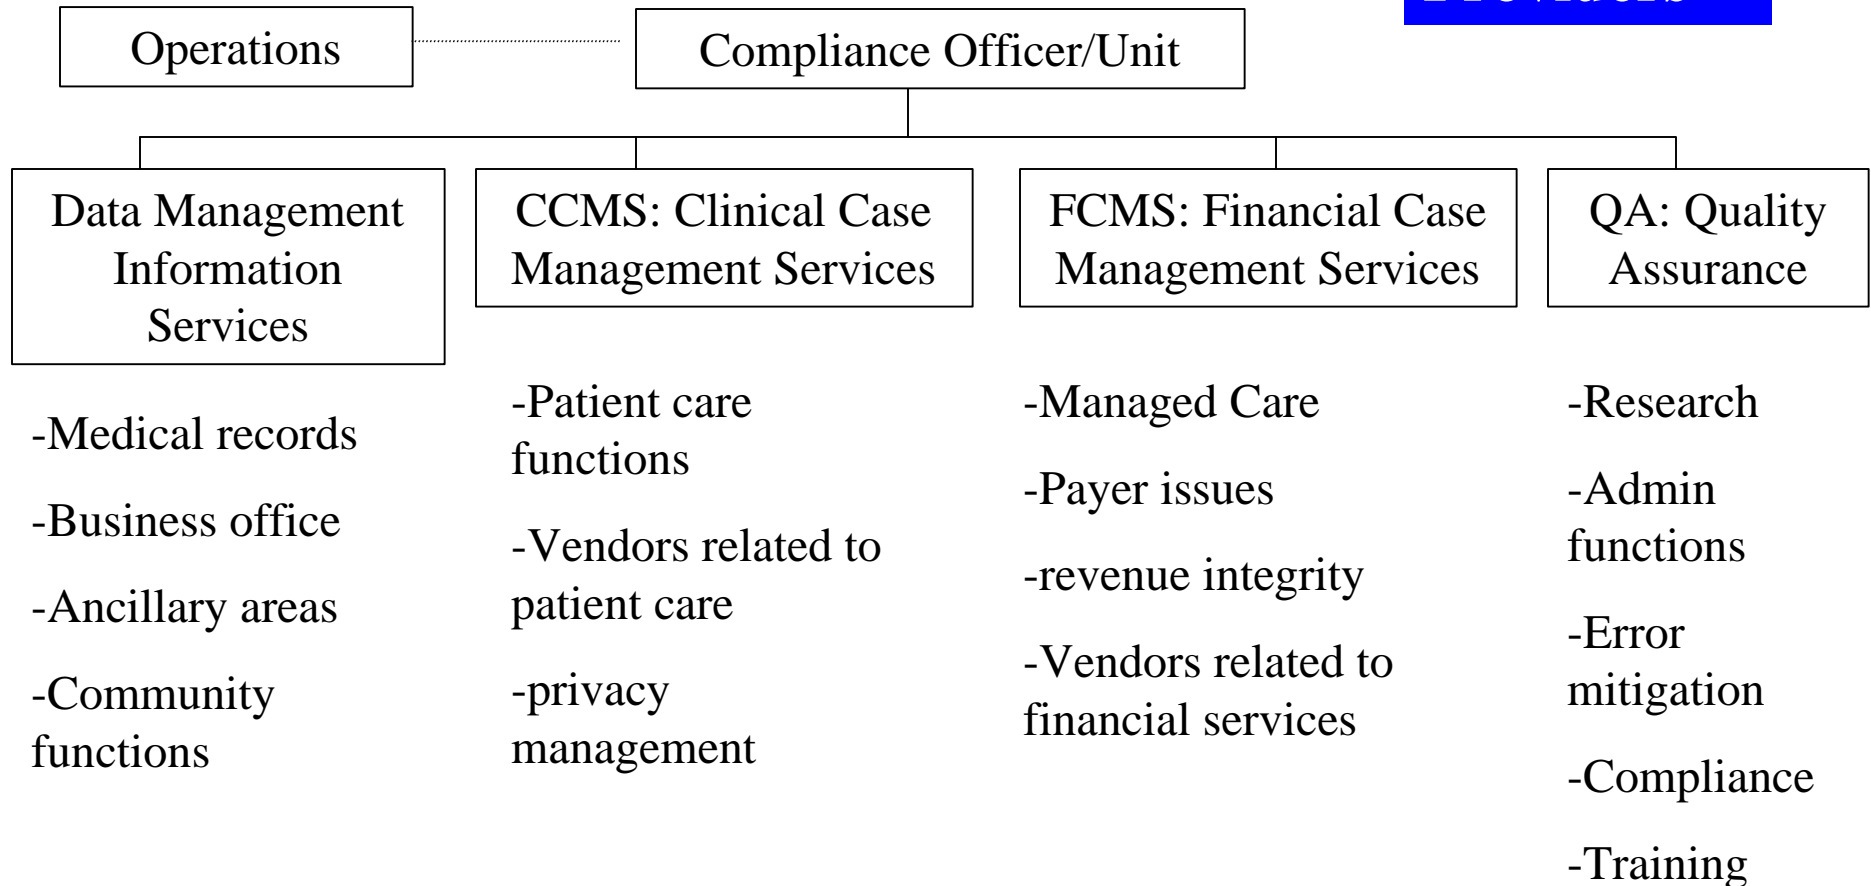 Operations
Compliance Officer/Unit
Data Management
Information
Services
CCMS: Clinical Case
Management Services
FCMS: Financial Case
Management Services
QA: Quality
Assurance
-Medical records
-Business office
-Ancillary areas
-Community
functions
-Patient care
functions
-Vendors related to
patient care
-privacy
management
-Managed Care
-Payer issues
-revenue integrity
-Vendors related to
financial services
-Research
-Admin
functions
-Error
mitigation
-Compliance
-Training